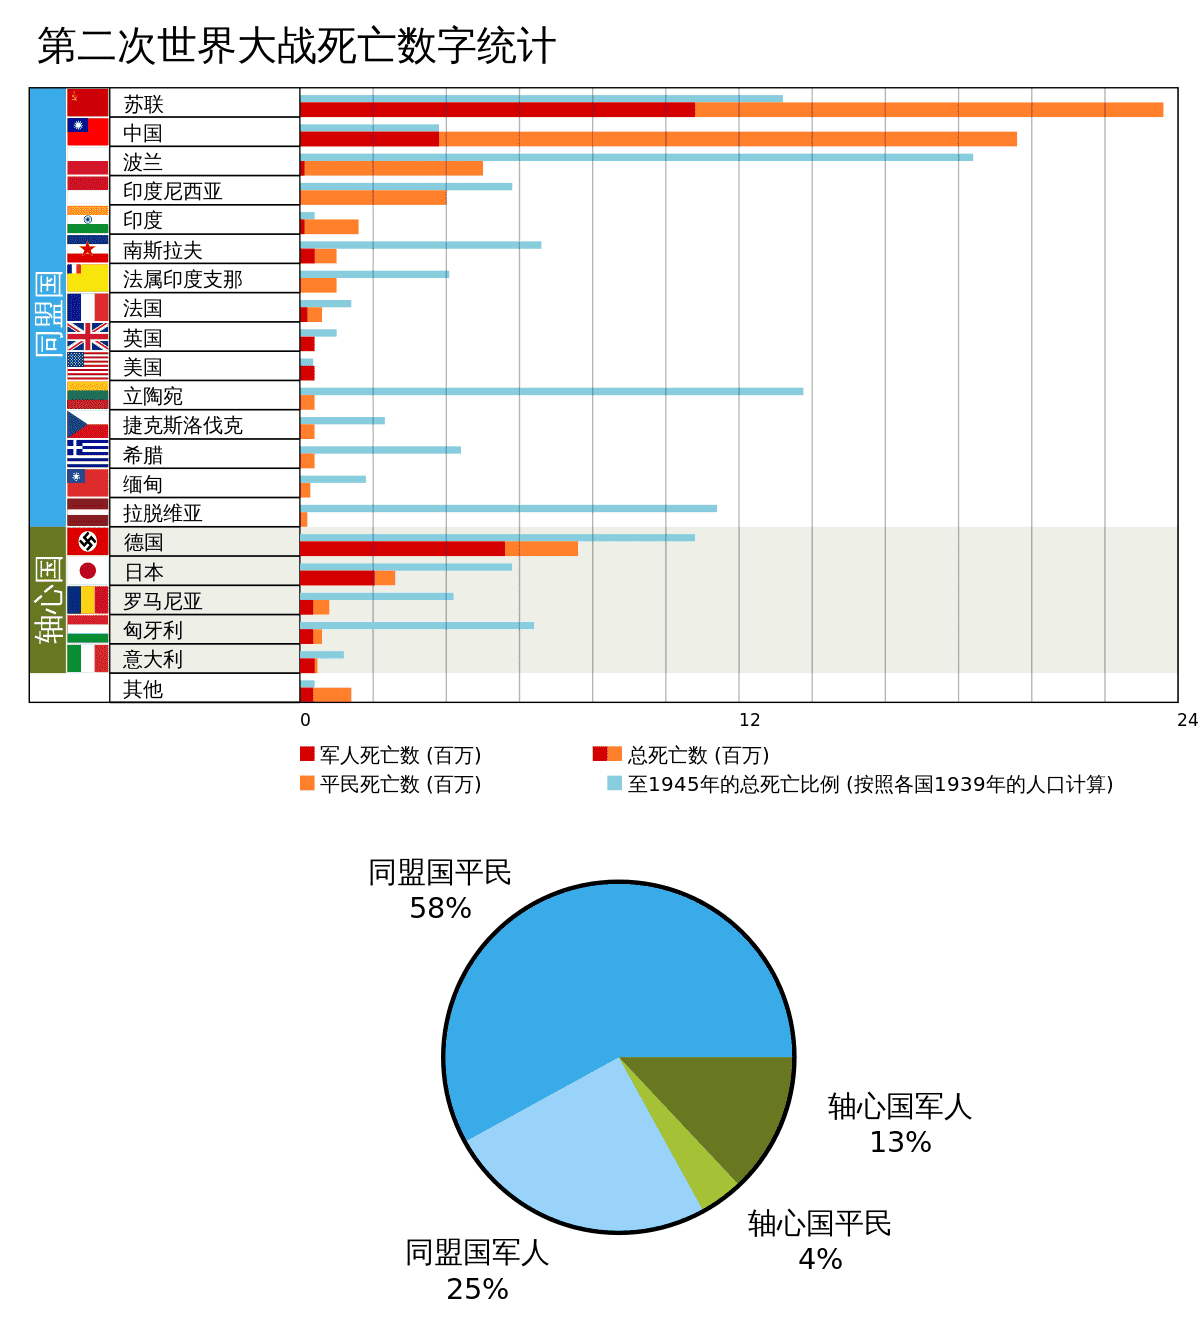 第二次世界大战死亡数字统计
同盟国
苏联
中国
波兰
印度尼西亚
印度
南斯拉夫
法属印度支那
法国
英国
美国
立陶宛
捷克斯洛伐克
希腊
缅甸
拉脱维亚
轴心国
德国
日本
罗马尼亚
匈牙利
意大利
其他
0 12 24
军人死亡数 (百万) 总死亡数 (百万)
平民死亡数 (百万) 至1945年的总死亡比例 (按照各国1939年的人口计算)
同盟国平民
58%
轴心国军人
13%
轴心国平民
4%
同盟国军人
25%